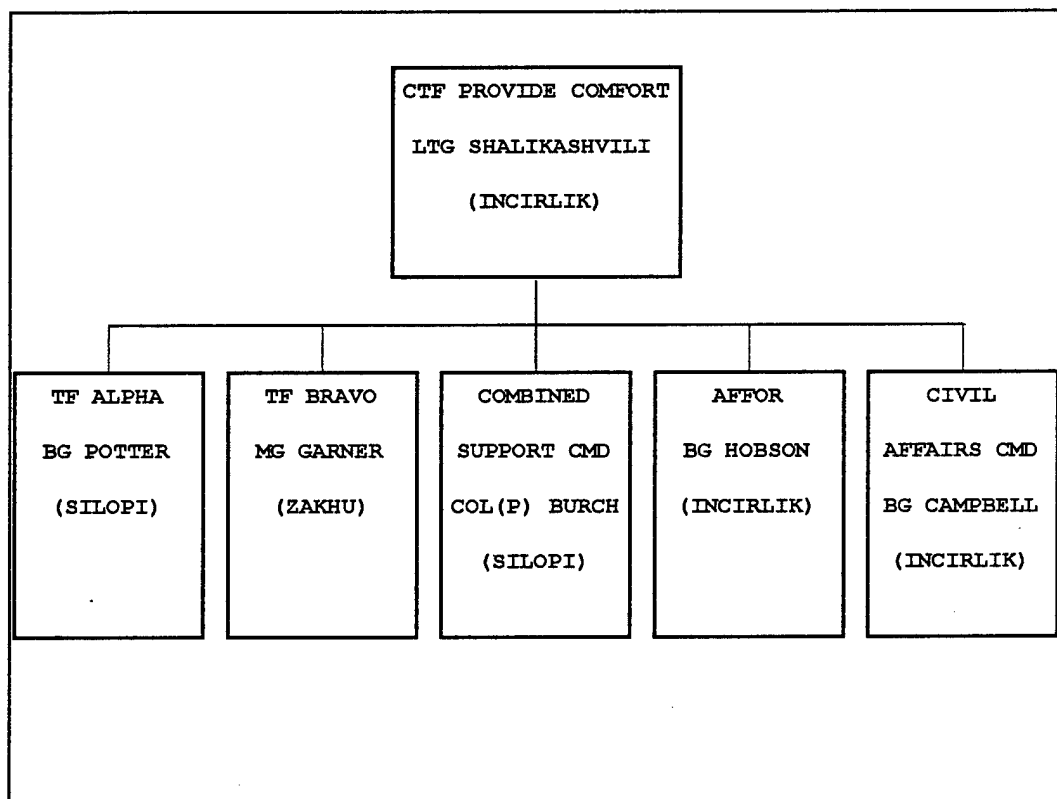 CTF PROVIDE COMFORT
LTG SHALIKASHVILI
(INCIRLIK)
TF ALPHA
BG POTTER
(SILOPI)
TF BRAVO
MG GARNER
(ZAKHU)
COMBINED
SUPPORT CMD
COL(P) BURCH
(SILOPI)
AFFOR
BG HOBSON
(INCIRLIK)
CIVIL
AFFAIRS CMD
BG CAMPBELL
(INCIRLIK)